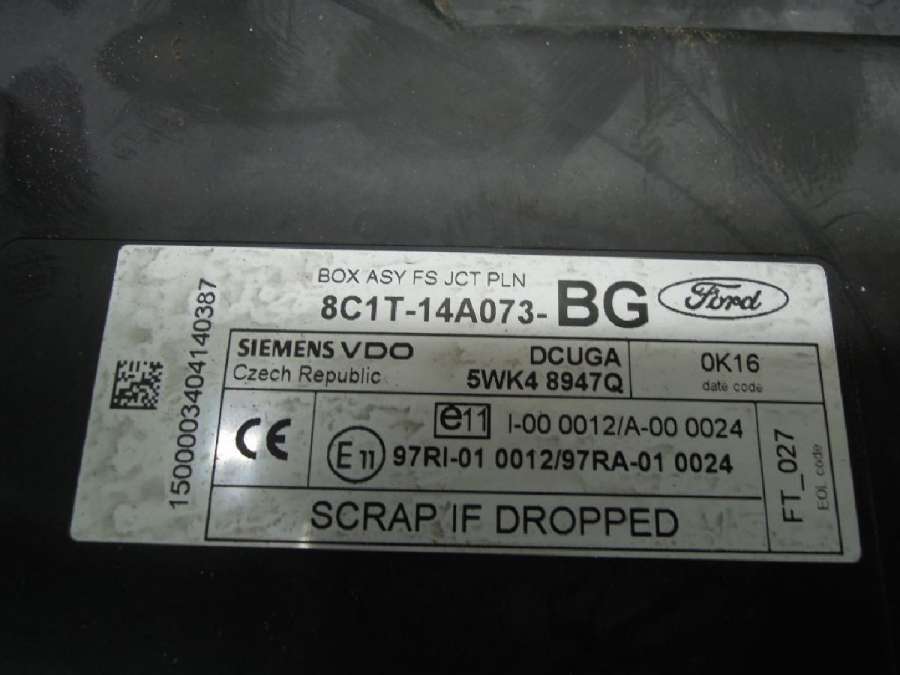 BOX ASY FS JCT PLN
8C1T-14A073-BG
Ford
SIEMENS VDO
Czech Republic
DCUGA
5WK4 8947Q
0K16
date code
CE
e11 I-00 0012/A-00 0024
E11 97RI-01 0012/97RA-01 0024
SCRAP IF DROPPED
FT_027
EOL code
15000034041403​87